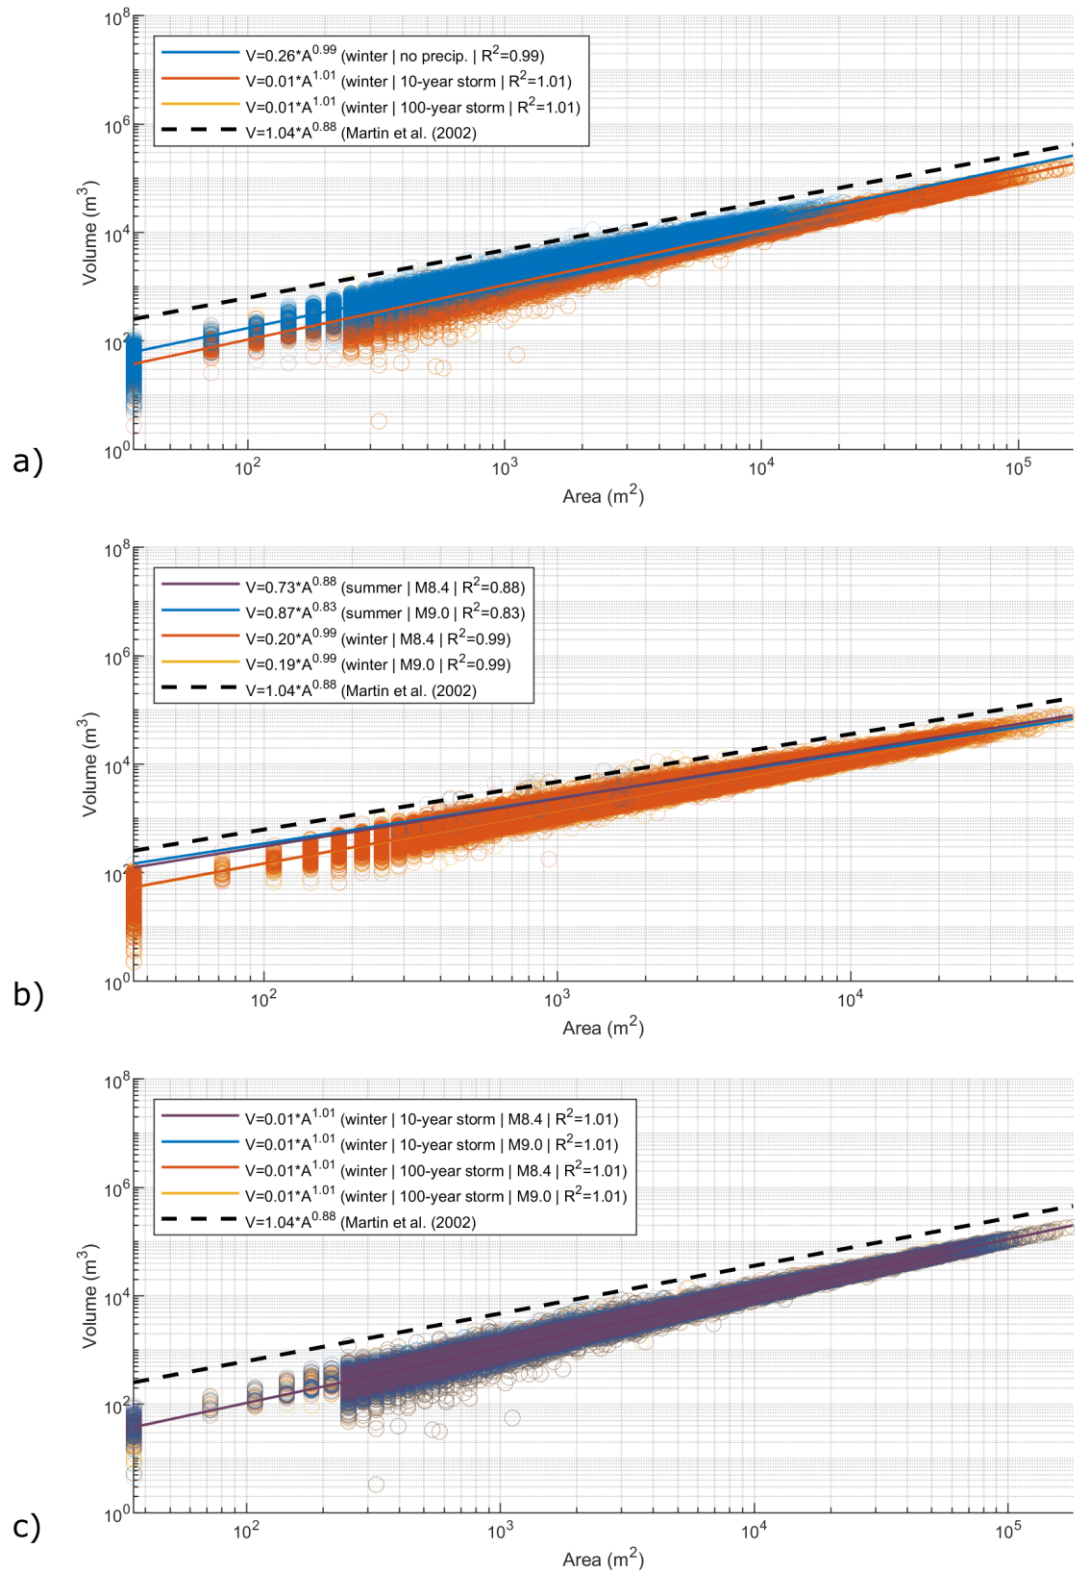 10^8
V=0.26*A^0.99 (winter | no precip. | R^2=0.99)
V=0.01*A^1.01 (winter | 10-year storm | R^2=1.01)
V=0.01*A^1.01 (winter | 100-year storm | R^2=1.01)
V=1.04*A^0.88 (Martin et al. (2002)
10^6
Volume (m^3)
10^4
10^2
10^0
a)
10^2 10^3 10^4 10^5
Area (m^2)
10^8
V=0.73*A^0.88 (summer | M8.4 | R^2=0.88)
V=0.87*A^0.83 (summer | M9.0 | R^2=0.83)
V=0.20*A^0.99 (winter | M8.4 | R^2=0.99)
V=0.19*A^0.99 (winter | M9.0 | R^2=0.99)
V=1.04*A^0.88 (Martin et al. (2002)
10^6
Volume (m^3)
10^4
10^2
10^0
b)
10^2 10^3 10^4
Area (m^2)
10^8
V=0.01*A^1.01 (winter | 10-year storm | M8.4 | R^2=1.01)
V=0.01*A^1.01 (winter | 10-year storm | M9.0 | R^2=1.01)
V=0.01*A^1.01 (winter | 100-year storm | M8.4 | R^2=1.01)
V=0.01*A^1.01 (winter | 100-year storm | M9.0 | R^2=1.01)
V=1.04*A^0.88 (Martin et al. (2002)
10^6
Volume (m^3)
10^4
10^2
10^0
c)
10^2 10^3 10^4 10^5
Area (m^2)